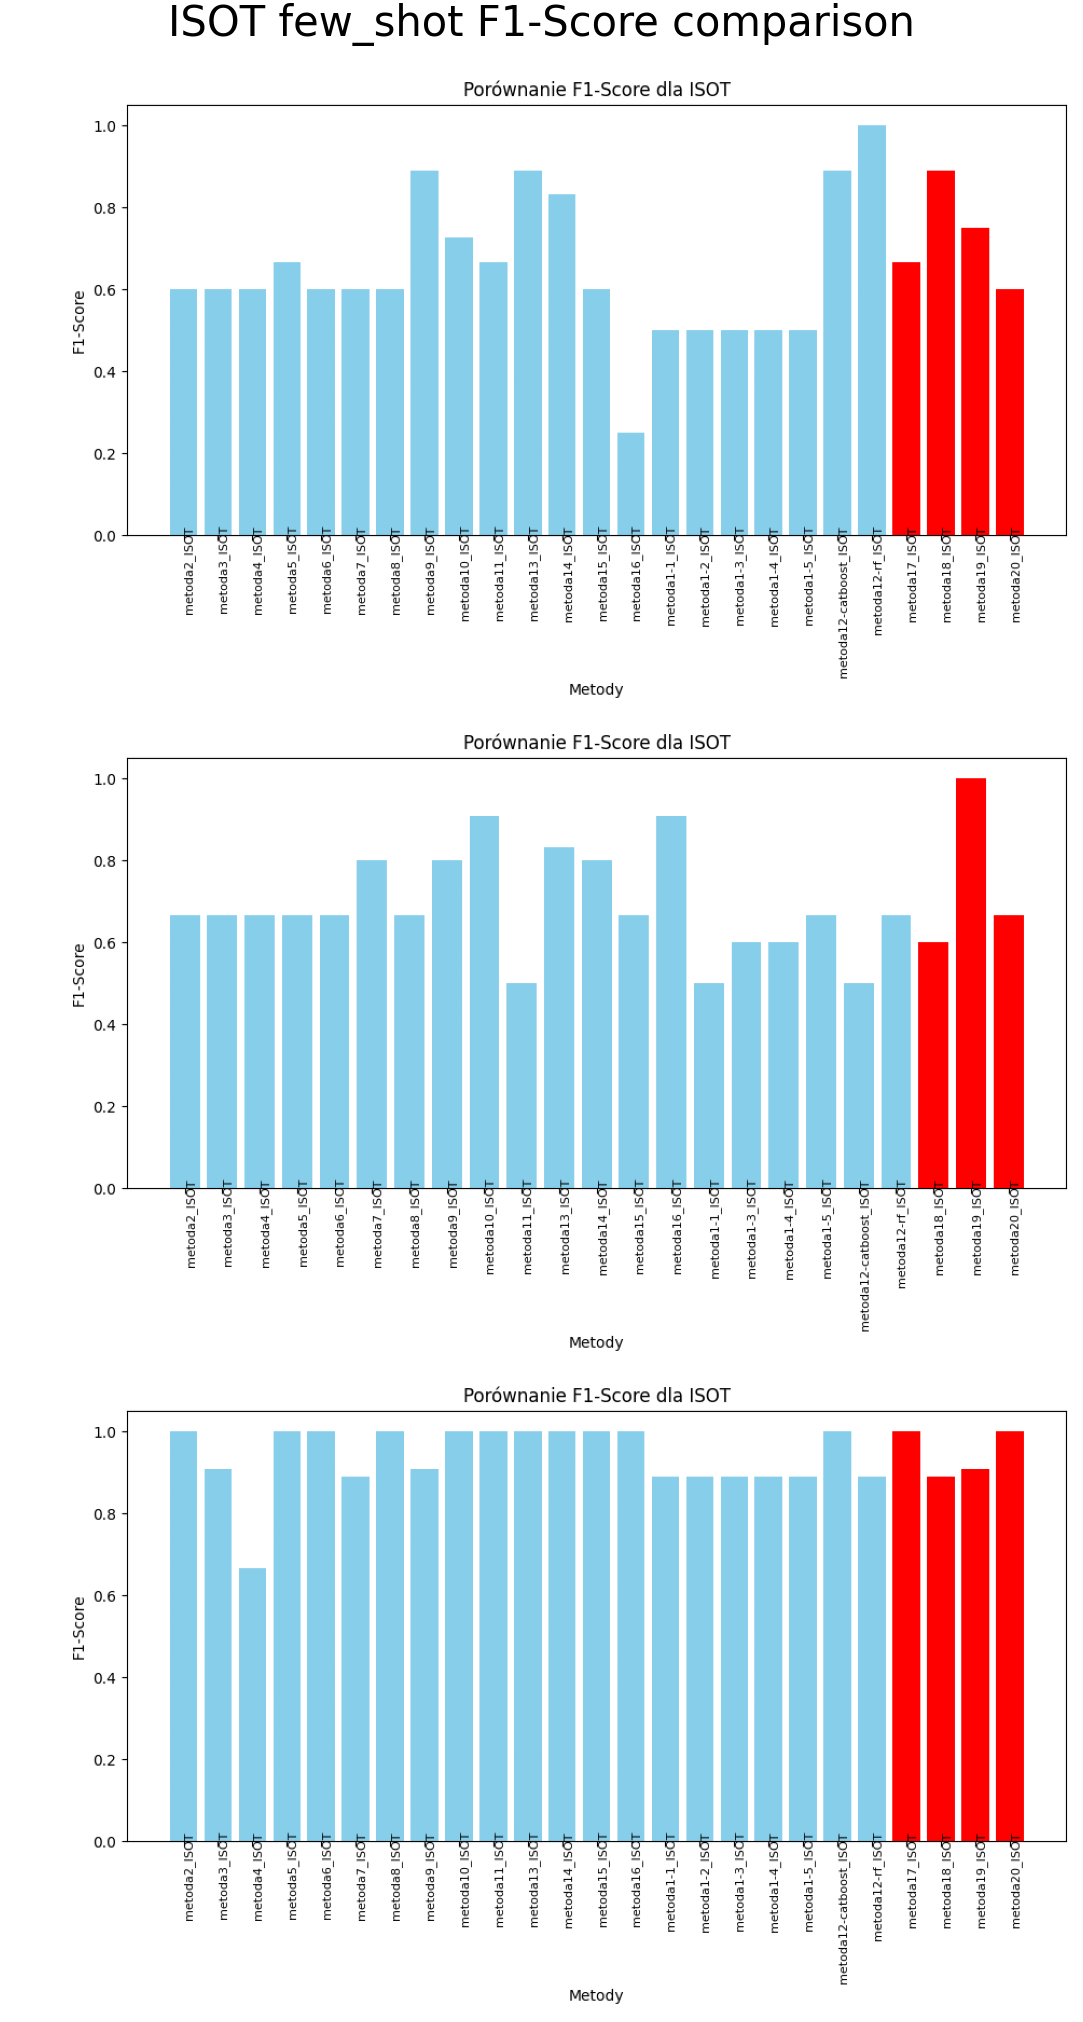 ISOT few_shot F1-Score comparison
Porównanie F1-Score dla ISOT
F1-Score
1.0
0.8
0.6
0.4
0.2
0.0
metoda2_ISOT
metoda3_ISOT
metoda4_ISOT
metoda5_ISOT
metoda6_ISOT
metoda7_ISOT
metoda8_ISOT
metoda9_ISOT
metoda10_ISOT
metoda11_ISOT
metoda13_ISOT
metoda14_ISOT
metoda15_ISOT
metoda16_ISOT
metoda1-1_ISOT
metoda1-2_ISOT
metoda1-3_ISOT
metoda1-4_ISOT
metoda1-5_ISOT
metoda12-catboost_ISOT
metoda12-rf_ISOT
metoda17_ISOT
metoda18_ISOT
metoda19_ISOT
metoda20_ISOT
Metody
Porównanie F1-Score dla ISOT
F1-Score
1.0
0.8
0.6
0.4
0.2
0.0
metoda2_ISOT
metoda3_ISOT
metoda4_ISOT
metoda5_ISOT
metoda6_ISOT
metoda7_ISOT
metoda8_ISOT
metoda9_ISOT
metoda10_ISOT
metoda11_ISOT
metoda13_ISOT
metoda14_ISOT
metoda15_ISOT
metoda16_ISOT
metoda1-1_ISOT
metoda1-3_ISOT
metoda1-4_ISOT
metoda1-5_ISOT
metoda12-catboost_ISOT
metoda12-rf_ISOT
metoda18_ISOT
metoda19_ISOT
metoda20_ISOT
Metody
Porównanie F1-Score dla ISOT
F1-Score
1.0
0.8
0.6
0.4
0.2
0.0
metoda2_ISOT
metoda3_ISOT
metoda4_ISOT
metoda5_ISOT
metoda6_ISOT
metoda7_ISOT
metoda8_ISOT
metoda9_ISOT
metoda10_ISOT
metoda11_ISOT
metoda13_ISOT
metoda14_ISOT
metoda15_ISOT
metoda16_ISOT
metoda1-1_ISOT
metoda1-2_ISOT
metoda1-3_ISOT
metoda1-4_ISOT
metoda1-5_ISOT
metoda12-catboost_ISOT
metoda12-rf_ISOT
metoda17_ISOT
metoda18_ISOT
metoda19_ISOT
metoda20_ISOT
Metody